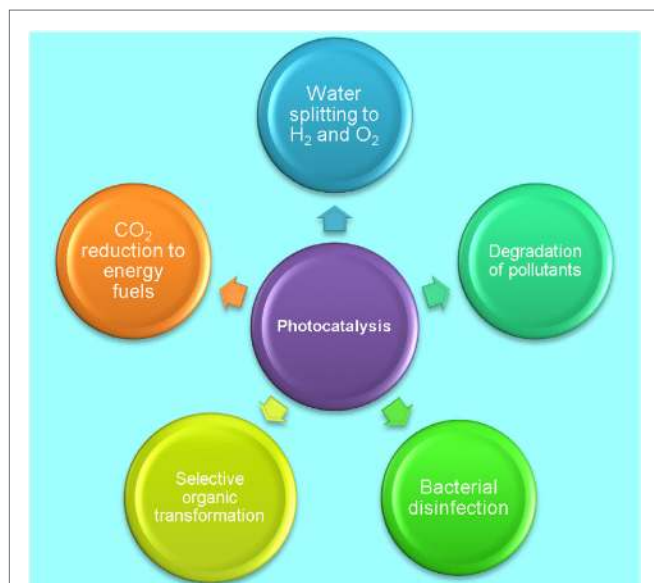 Water
splitting to
H₂ and O₂
CO₂
reduction to
energy
fuels
Degradation
of pollutants
Photocatalysis
Selective
organic
transformation
Bacterial
disinfection